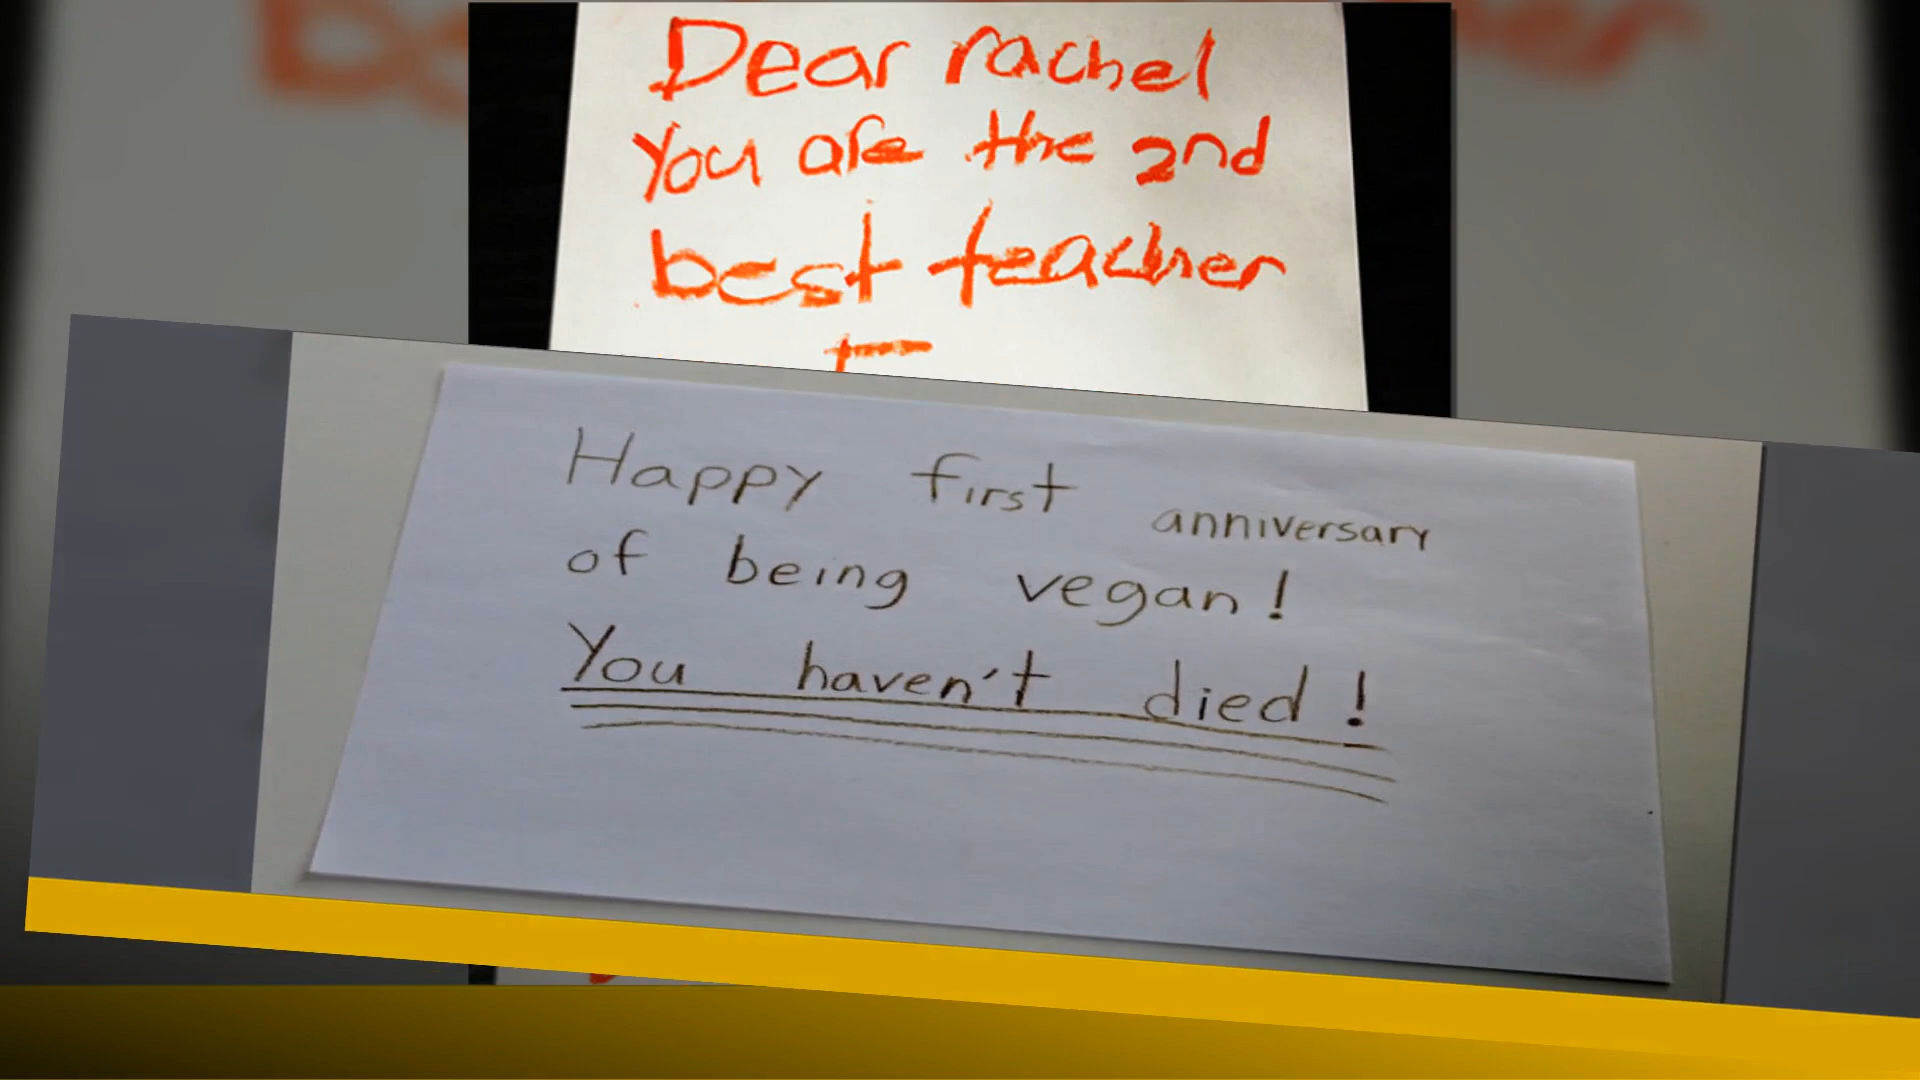 Dear rachel
You are the 2nd
best teacher
Happy first anniversary
of being vegan!
You haven't died!